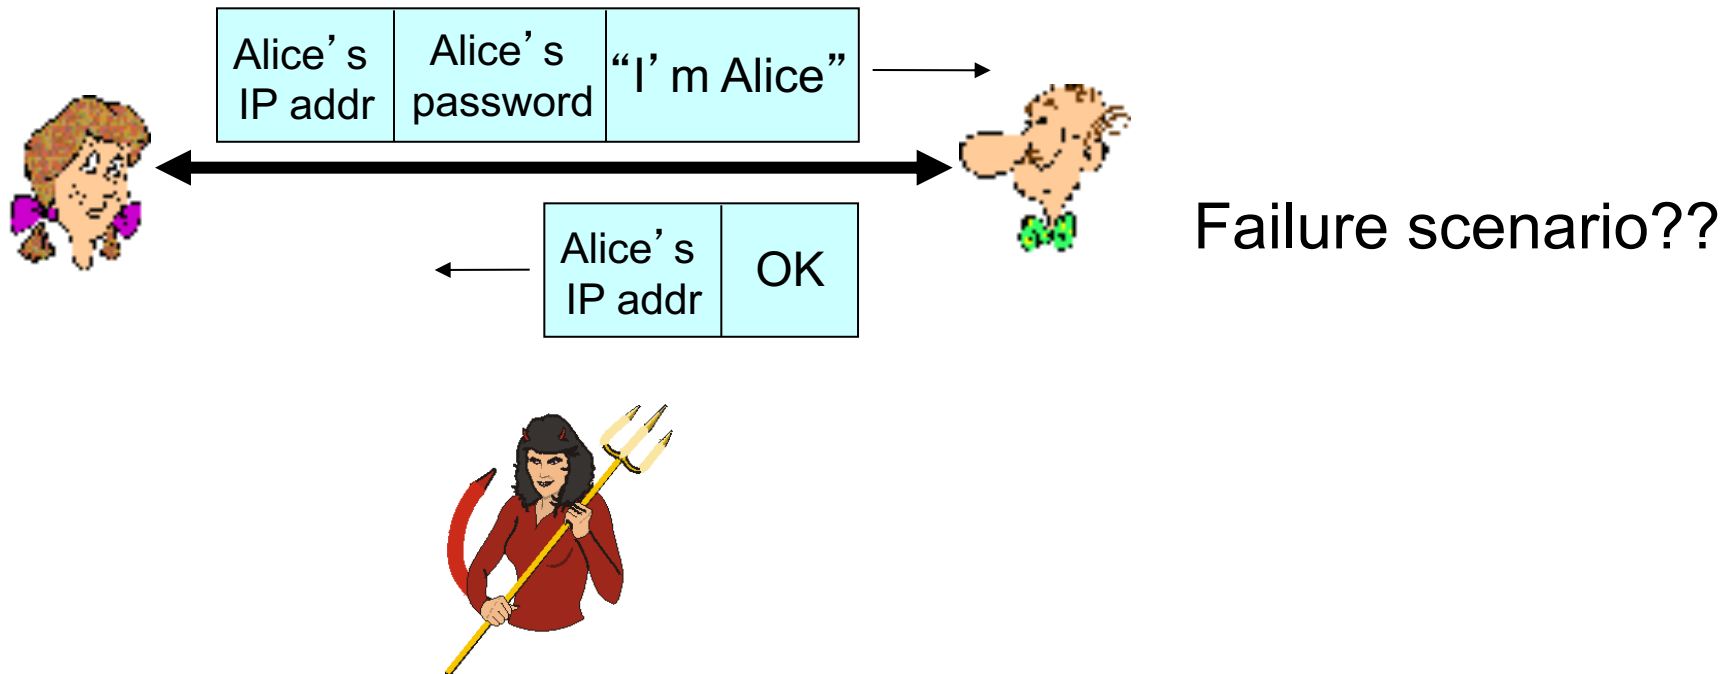 Alice’s
IP addr
Alice’s
password
“I’m Alice”
Alice’s
IP addr
OK
Failure scenario??